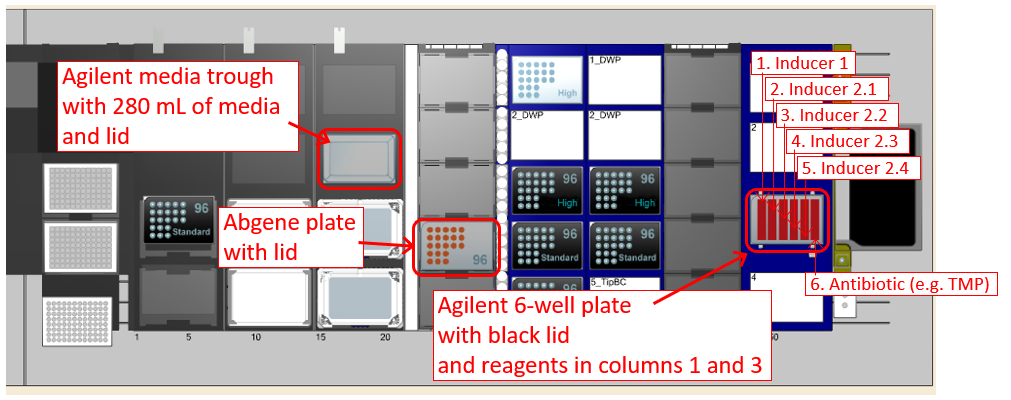 Agilent media trough
with 280 mL of media
and lid
Abgene plate
with lid
Agilent 6-well plate
with black lid
and reagents in columns 1 and 3
1. Inducer 1
2. Inducer 2.1
3. Inducer 2.2
4. Inducer 2.3
5. Inducer 2.4
6. Antibiotic (e.g. TMP)
High
1_DWP
2_DWP
2_DWP
2
96
High
96
High
96
Standard
96
96
Standard
96
Standard
5_TipBC
4
1
5
10
15
20